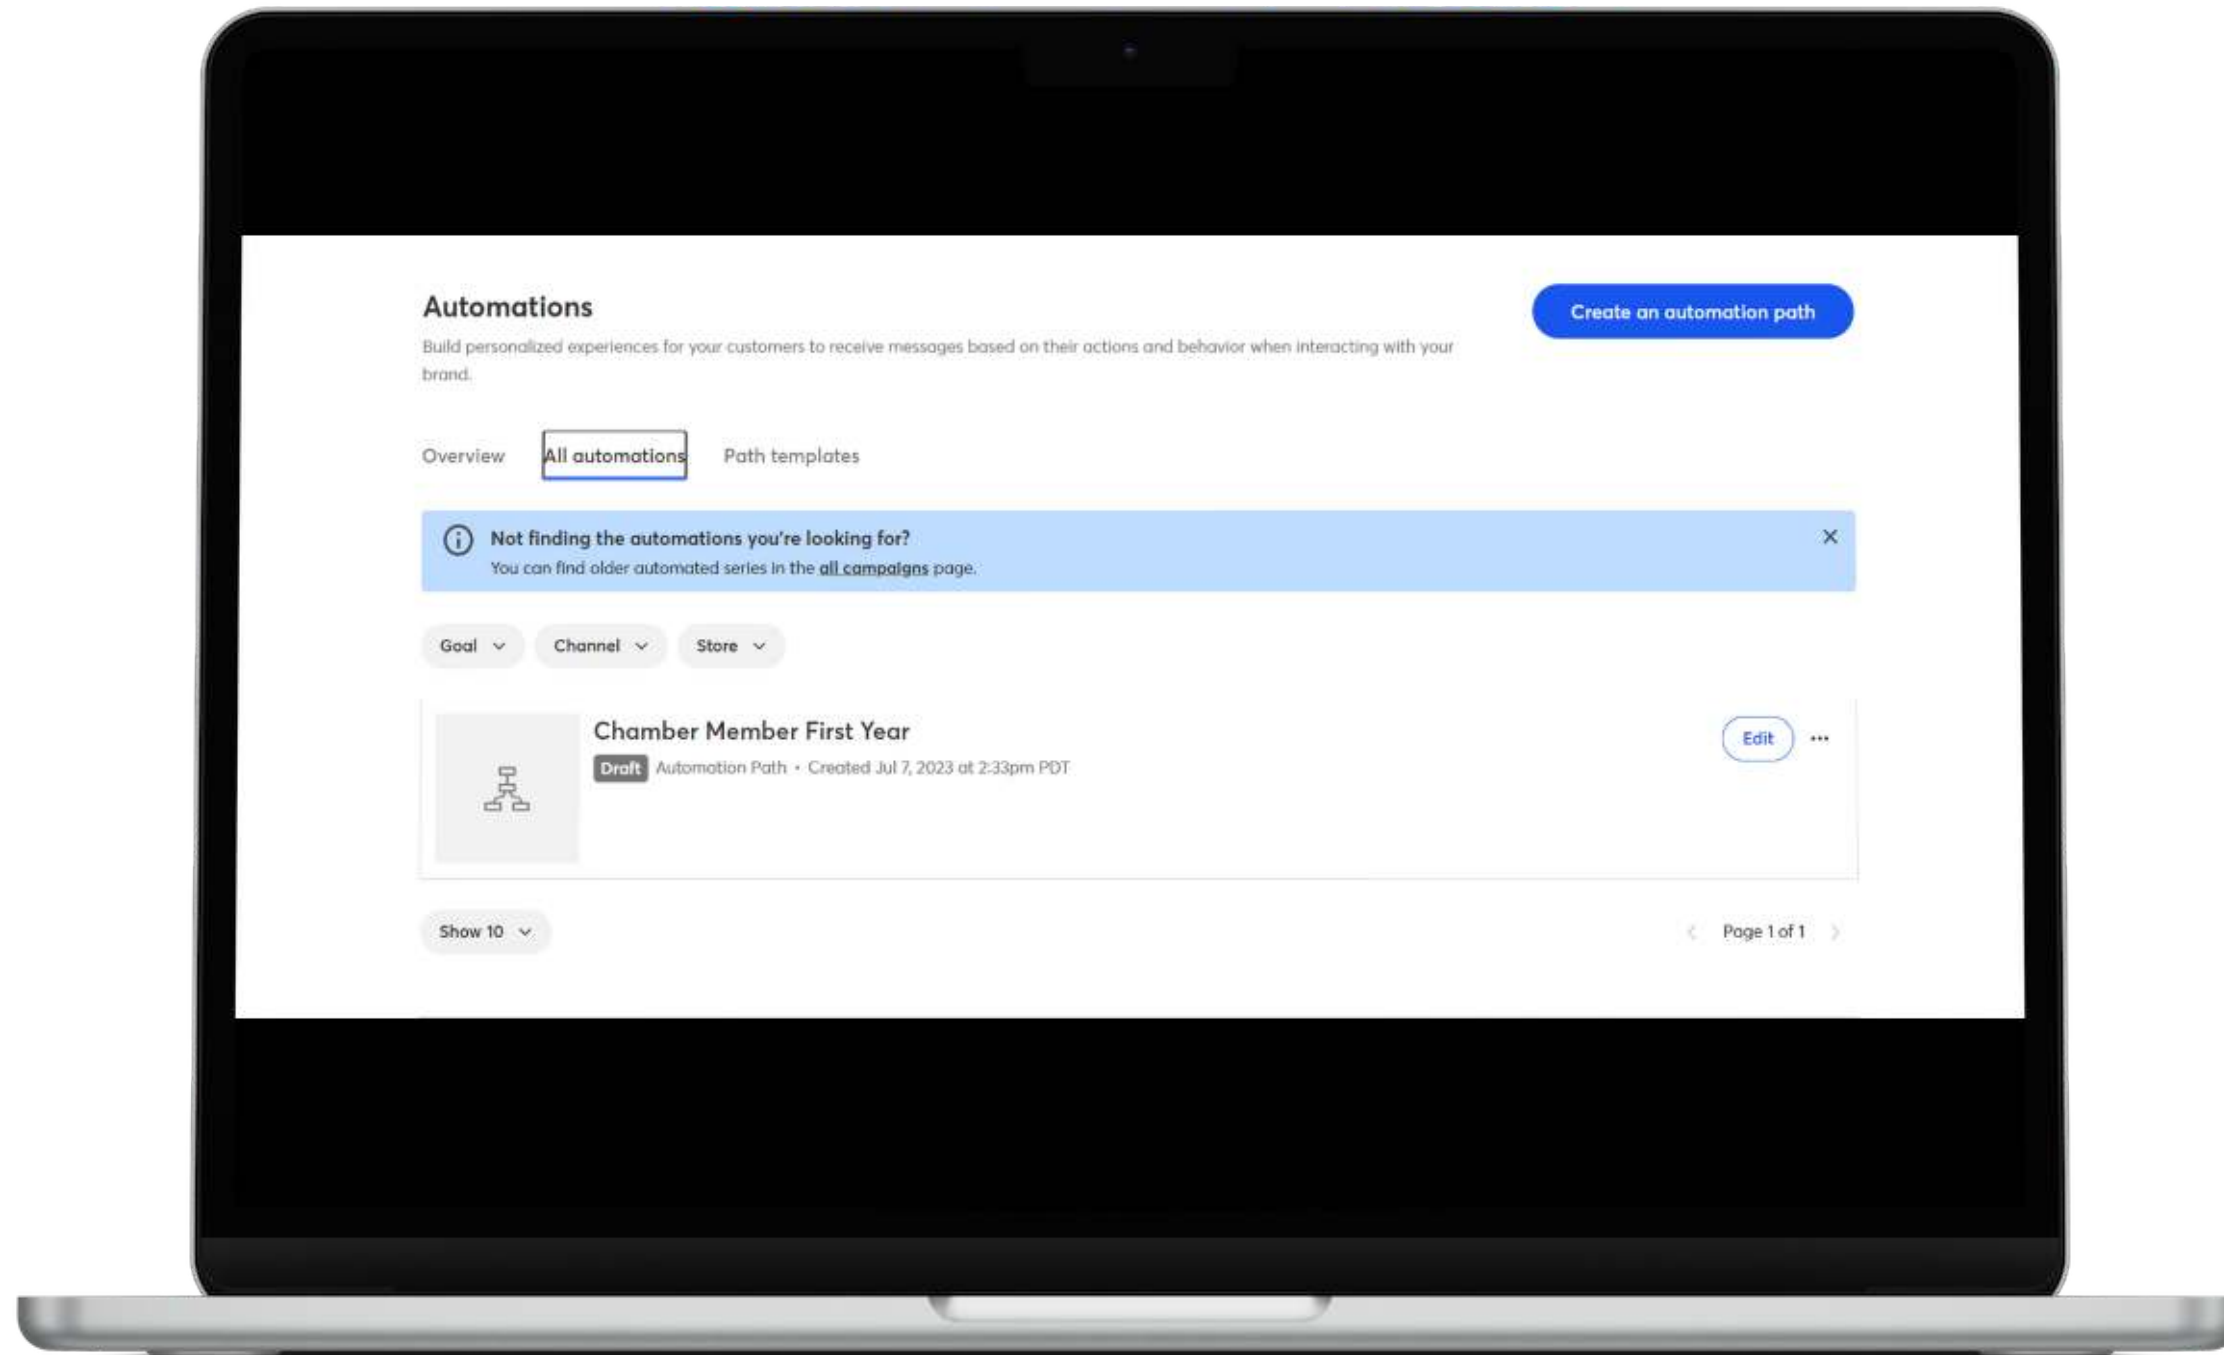 Automations
Create an automation path
Build personalized experiences for your customers to receive messages based on their actions and behavior when interacting with your
brand.
Overview
All automations
Path templates
Not finding the automations you're looking for?
You can find older automated series in the all campaigns page.
Goal
Channel
Store
Chamber Member First Year
Edit
Draft Automation Path • Created Jul 7, 2023 at 2:33pm PDT
Show 10
Page 1 of 1